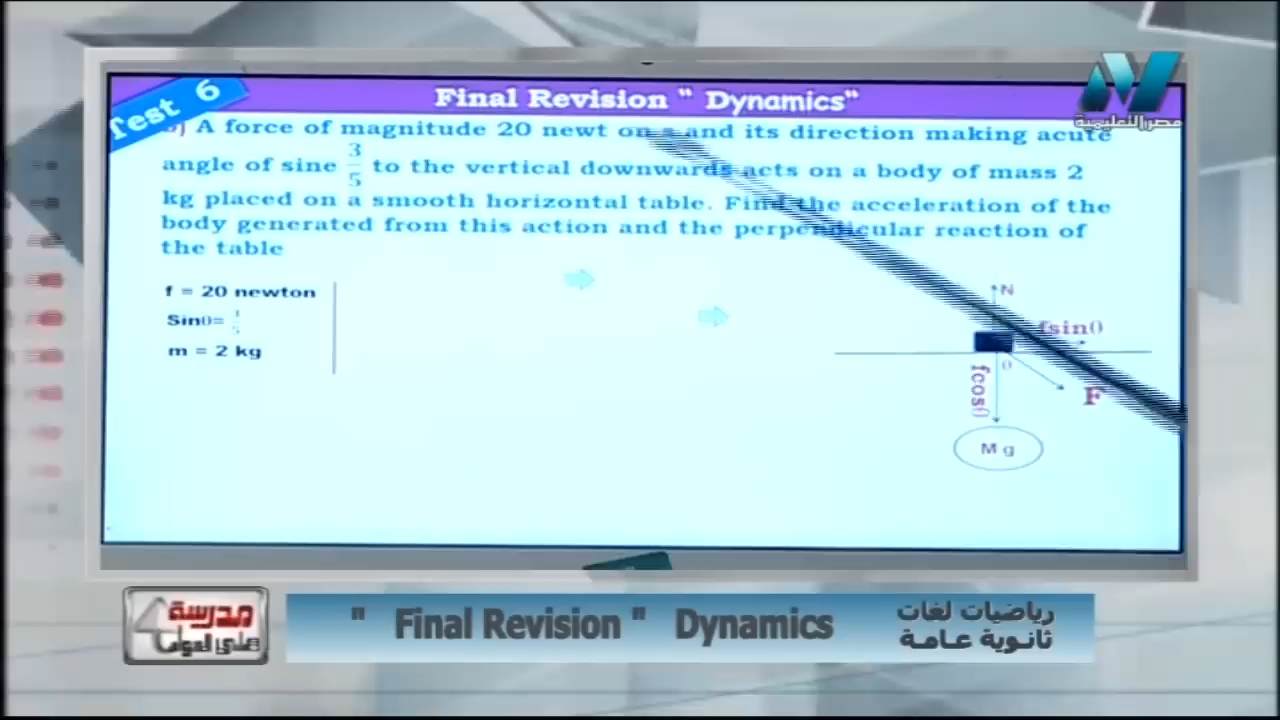 Test 6
Final Revision " Dynamics"
A force of magnitude 20 newt on and its direction making acute
angle of sine 3/5 to the vertical downwards acts on a body of mass 2
kg placed on a smooth horizontal table. Find the acceleration of the
body generated from this action and the perpendicular reaction of
the table
f = 20 newton
Sinθ=
m = 2 kg
N
fsinθ
θ
fcosθ
F
M g
مصر التعليمية
مدرسة
على الهواء
" Final Revision " Dynamics
رياضيات لغات
ثانوية عامة